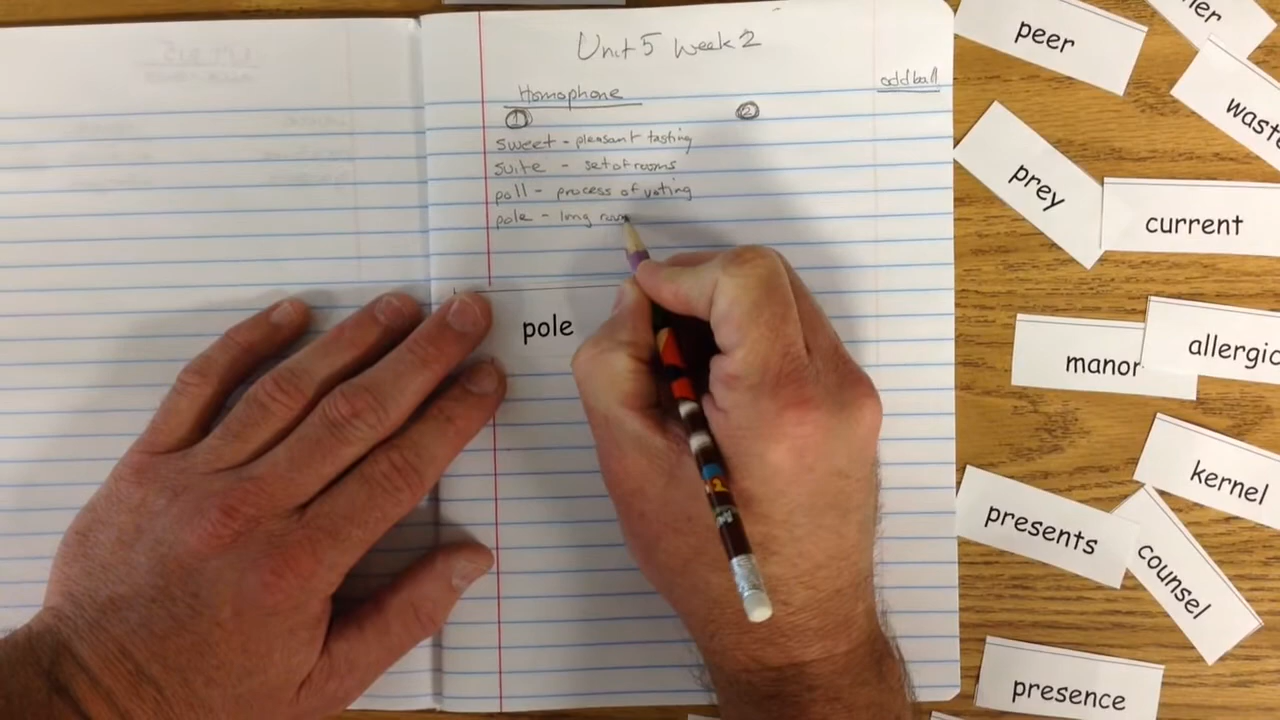 Unit 5 Week 2
oddball
Homophone
1 2
sweet - pleasant tasting
suite - set of rooms
poll - process of voting
pole - long
pole
peer
prey
current
manor
allergic
kernel
presents
counsel
presence